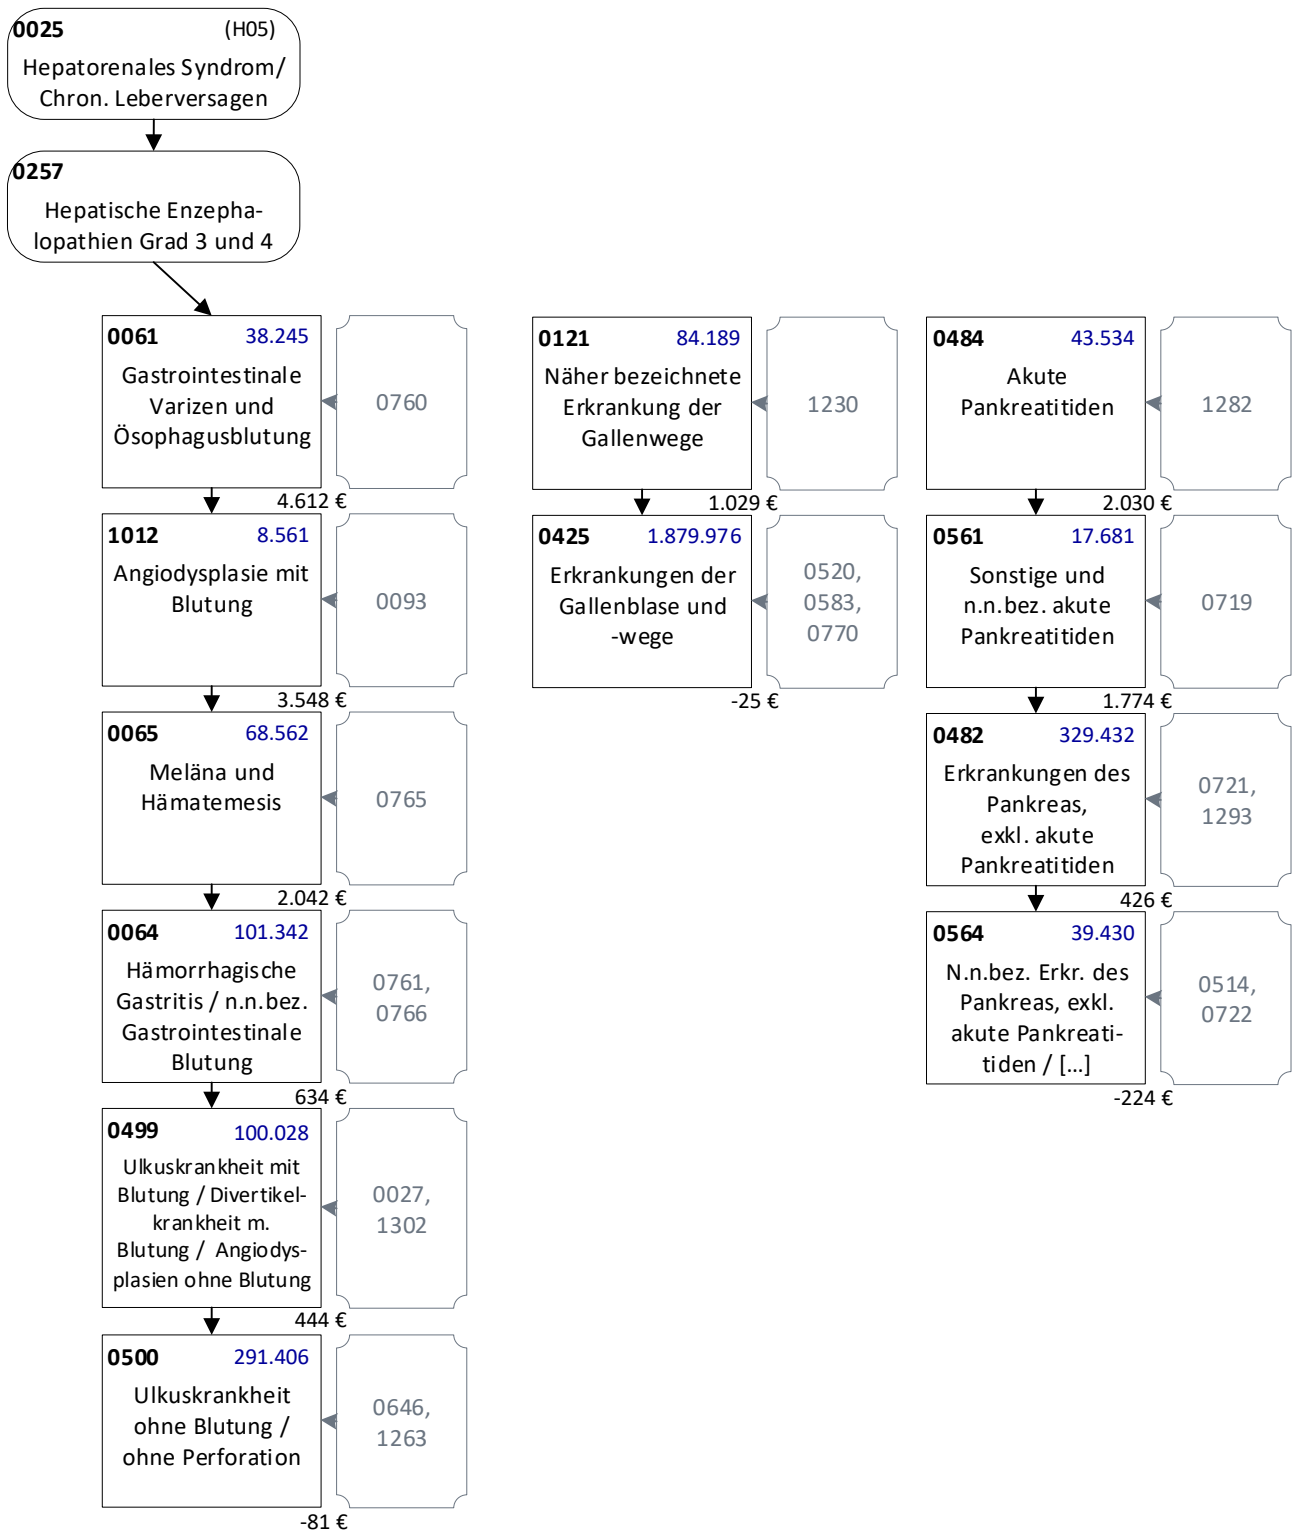 0025 (H05)
Hepatorenales Syndrom/
Chron. Leberversagen
0257
Hepatische Enzepha-
lopathien Grad 3 und 4
0061 38.245
Gastrointestinale
Varizen und
Ösophagusblutung
0760
4.612 €
1012 8.561
Angiodysplasie mit
Blutung
0093
3.548 €
0065 68.562
Meläna und
Hämatemesis
0765
2.042 €
0064 101.342
Hämorrhagische
Gastritis / n.n.bez.
Gastrointestinale
Blutung
0761,
0766
634 €
0499 100.028
Ulkuskrankheit mit
Blutung / Divertikel-
krankheit m.
Blutung / Angiodys-
plasien ohne Blutung
0027,
1302
444 €
0500 291.406
Ulkuskrankheit
ohne Blutung /
ohne Perforation
0646,
1263
-81 €
0121 84.189
Näher bezeichnete
Erkrankung der
Gallenwege
1230
1.029 €
0425 1.879.976
Erkrankungen der
Gallenblase und
-wege
0520,
0583,
0770
-25 €
0484 43.534
Akute
Pankreatitiden
1282
2.030 €
0561 17.681
Sonstige und
n.n.bez. akute
Pankreatitiden
0719
1.774 €
0482 329.432
Erkrankungen des
Pankreas,
exkl. akute
Pankreatitiden
0721,
1293
426 €
0564 39.430
N.n.bez. Erkr. des
Pankreas, exkl.
akute Pankreati-
tiden / [...]
0514,
0722
-224 €